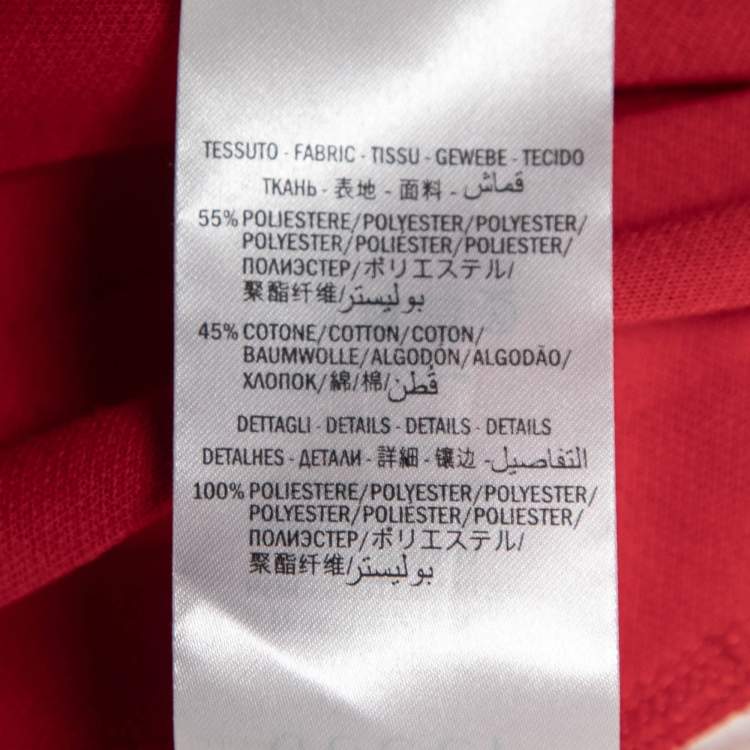 TESSUTO - FABRIC - TISSU - GEWEBE - TECIDO
ТКАНЬ - 表地 - 面料 - قماش
55% POLIESTERE/POLYESTER/POLYESTER/
POLYESTER/POLIÉSTER/POLIESTER/
ПОЛИЭСТЕР/ポリエステル/
聚酯纤维/بوليستر
45% COTONE/COTTON/COTON/
BAUMWOLLE/ALGODÓN/ALGODÃO/
ХЛОПОК/綿/棉/قُطن
DETTAGLI - DETAILS - DETAILS - DETAILS
DETALHES - ДЕТАЛИ - 詳細 - 镶边 - التفاصيل
100% POLIESTERE/POLYESTER/POLYESTER/
POLYESTER/POLIÉSTER/POLIESTER/
ПОЛИЭСТЕР/ポリエステル/
聚酯纤维/بوليستر